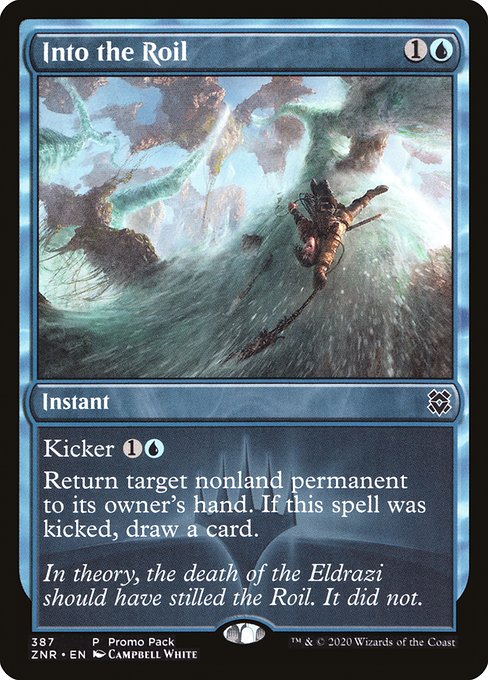 Into the Roil 1
Instant
Kicker 1
Return target nonland permanent
to its owner's hand. If this spell was
kicked, draw a card.
In theory, the death of the Eldrazi
should have stilled the Roil. It did not.
387 P Promo Pack
ZNR • EN Campbell White
™ & © 2020 Wizards of the Coast